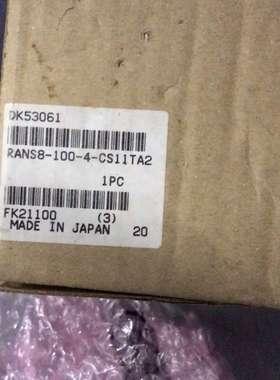 DK53061
RANS8-100-4-CS11TA2
1PC
FK21100 (3)
MADE IN JAPAN 20